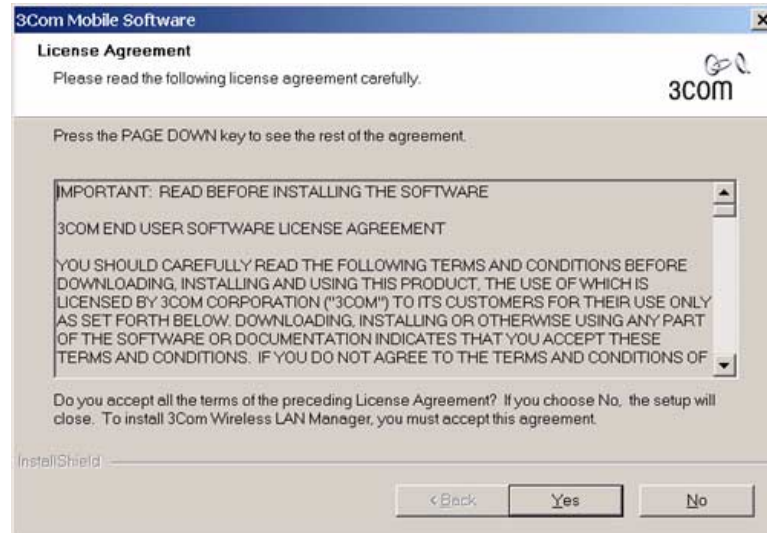 3Com Mobile Software
License Agreement
Please read the following license agreement carefully.
3COM
Press the PAGE DOWN key to see the rest of the agreement.
IMPORTANT: READ BEFORE INSTALLING THE SOFTWARE
3COM END USER SOFTWARE LICENSE AGREEMENT
YOU SHOULD CAREFULLY READ THE FOLLOWING TERMS AND CONDITIONS BEFORE
DOWNLOADING, INSTALLING AND USING THIS PRODUCT, THE USE OF WHICH IS
LICENSED BY 3COM CORPORATION ("3COM") TO ITS CUSTOMERS FOR THEIR USE ONLY
AS SET FORTH BELOW. DOWNLOADING, INSTALLING OR OTHERWISE USING ANY PART
OF THE SOFTWARE OR DOCUMENTATION INDICATES THAT YOU ACCEPT THESE
TERMS AND CONDITIONS. IF YOU DO NOT AGREE TO THE TERMS AND CONDITIONS OF
Do you accept all the terms of the preceding License Agreement? If you choose No, the setup will
close. To install 3Com Wireless LAN Manager, you must accept this agreement.
InstallShield
< Back
Yes
No